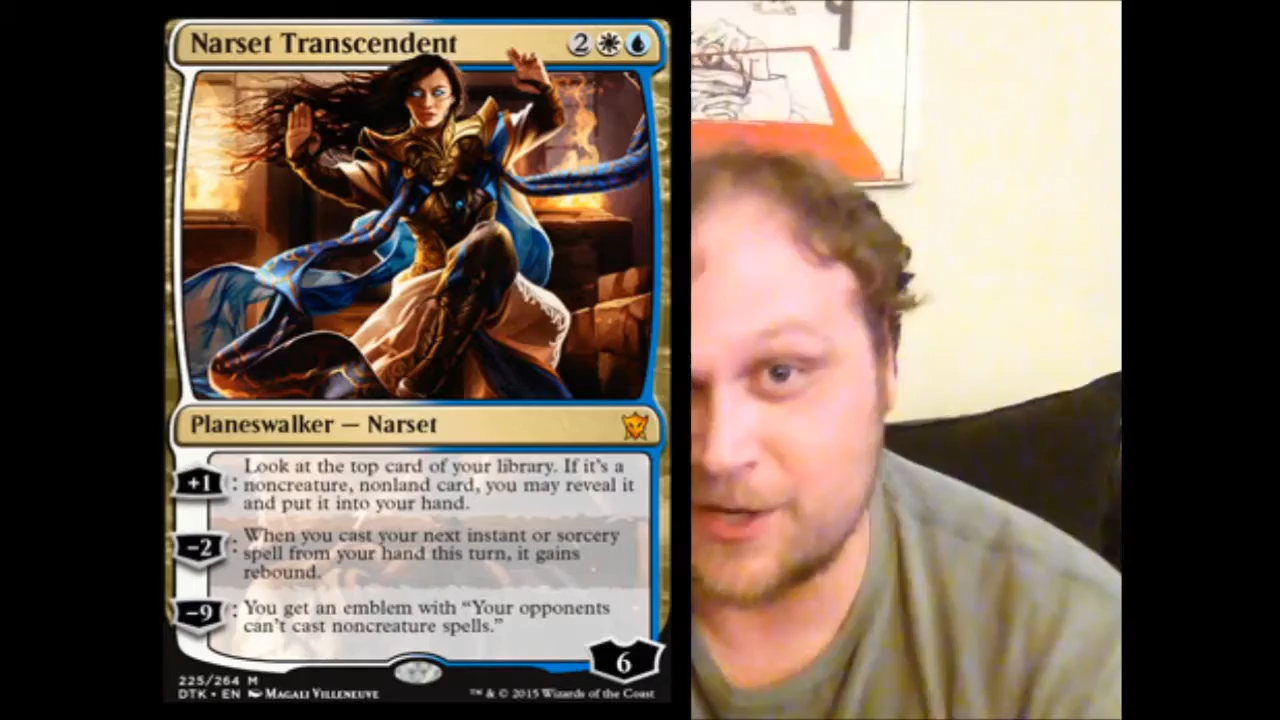 Narset Transcendent 2
Planeswalker — Narset
+1 : Look at the top card of your library. If it's a
noncreature, nonland card, you may reveal it
and put it into your hand.
-2 : When you cast your next instant or sorcery
spell from your hand this turn, it gains
rebound.
-9 : You get an emblem with “Your opponents
can't cast noncreature spells.”
6
225/264 M
DTK • EN MAGALI VILLENEUVE ™ & © 2015 Wizards of the Coast